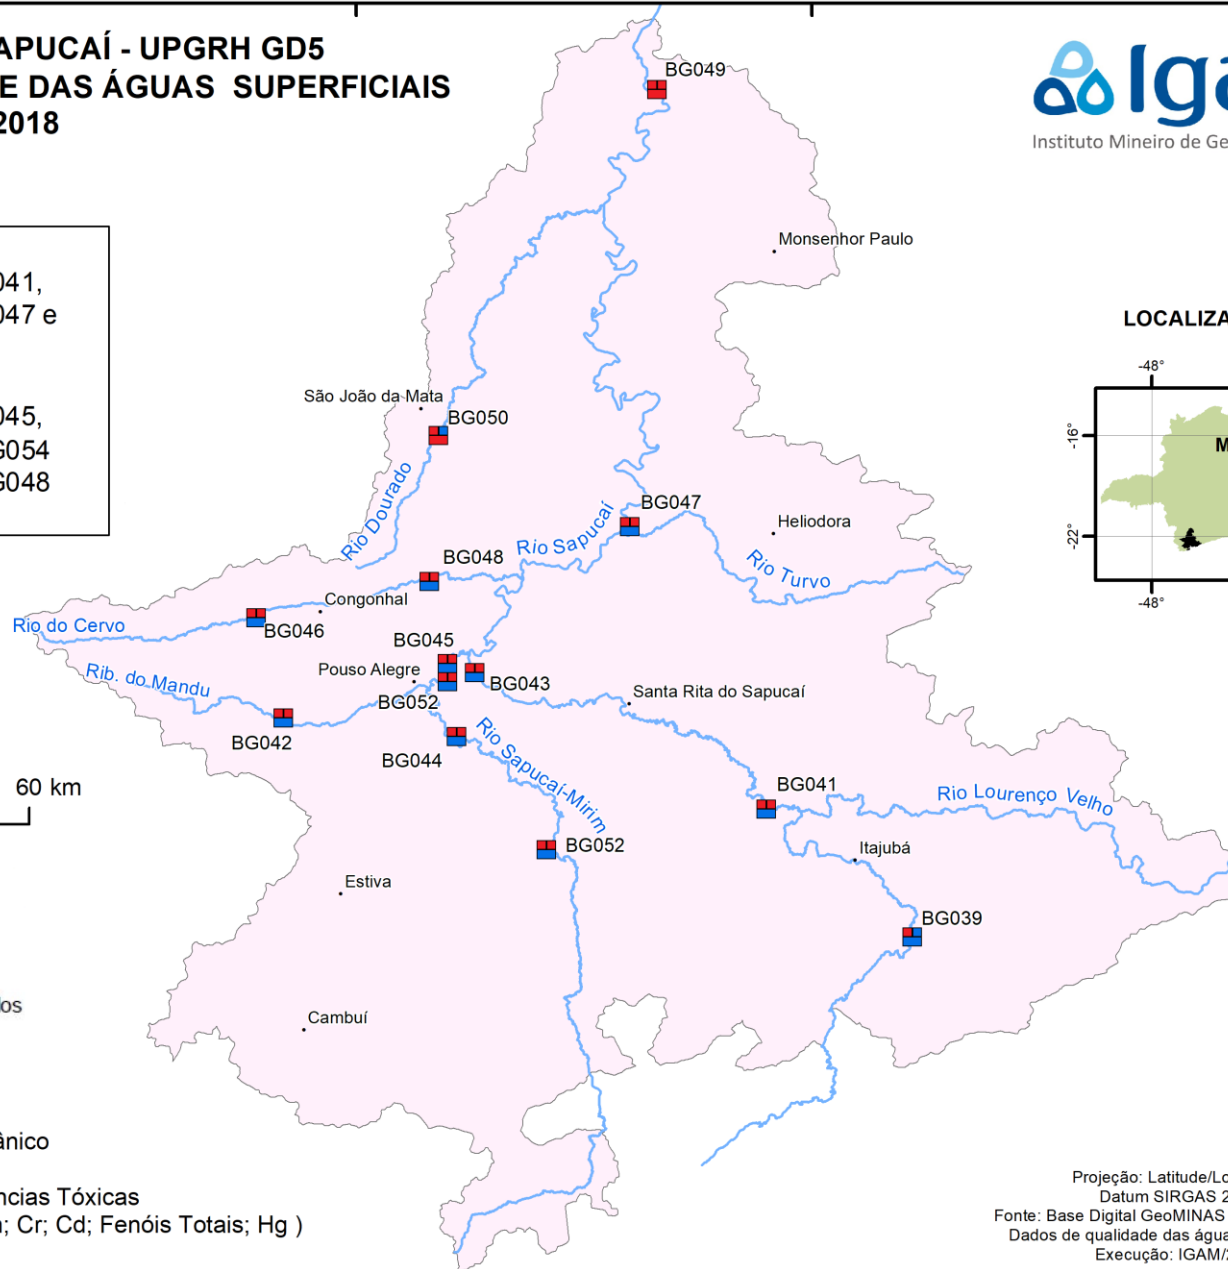 APUCAÍ - UPGRH GD5
E DAS ÁGUAS SUPERFICIAIS
2018
Iga
Instituto Mineiro de Ge
BG049
Monsenhor Paulo
041,
047 e
045,
G054
G048
LOCALIZA
-48°
-16°
M
-22°
-48°
São João da Mata
BG050
Rio Dourado
BG047
Rio Sapucaí
Heliodora
Rio Turvo
BG048
Congonhal
Rio do Cervo
BG046
BG045
Pouso Alegre
Rib. do Mandu
BG043
BG052
Santa Rita do Sapucaí
BG042
BG044
Rio Sapucaí-Mirim
60 km
BG041
Rio Lourenço Velho
BG052
Itajubá
Estiva
BG039
los
Cambuí
ânico
ncias Tóxicas
; Cr; Cd; Fenóis Totais; Hg )
Projeção: Latitude/Lo
Datum SIRGAS 2
Fonte: Base Digital GeoMINAS
Dados de qualidade das água
Execução: IGAM/2